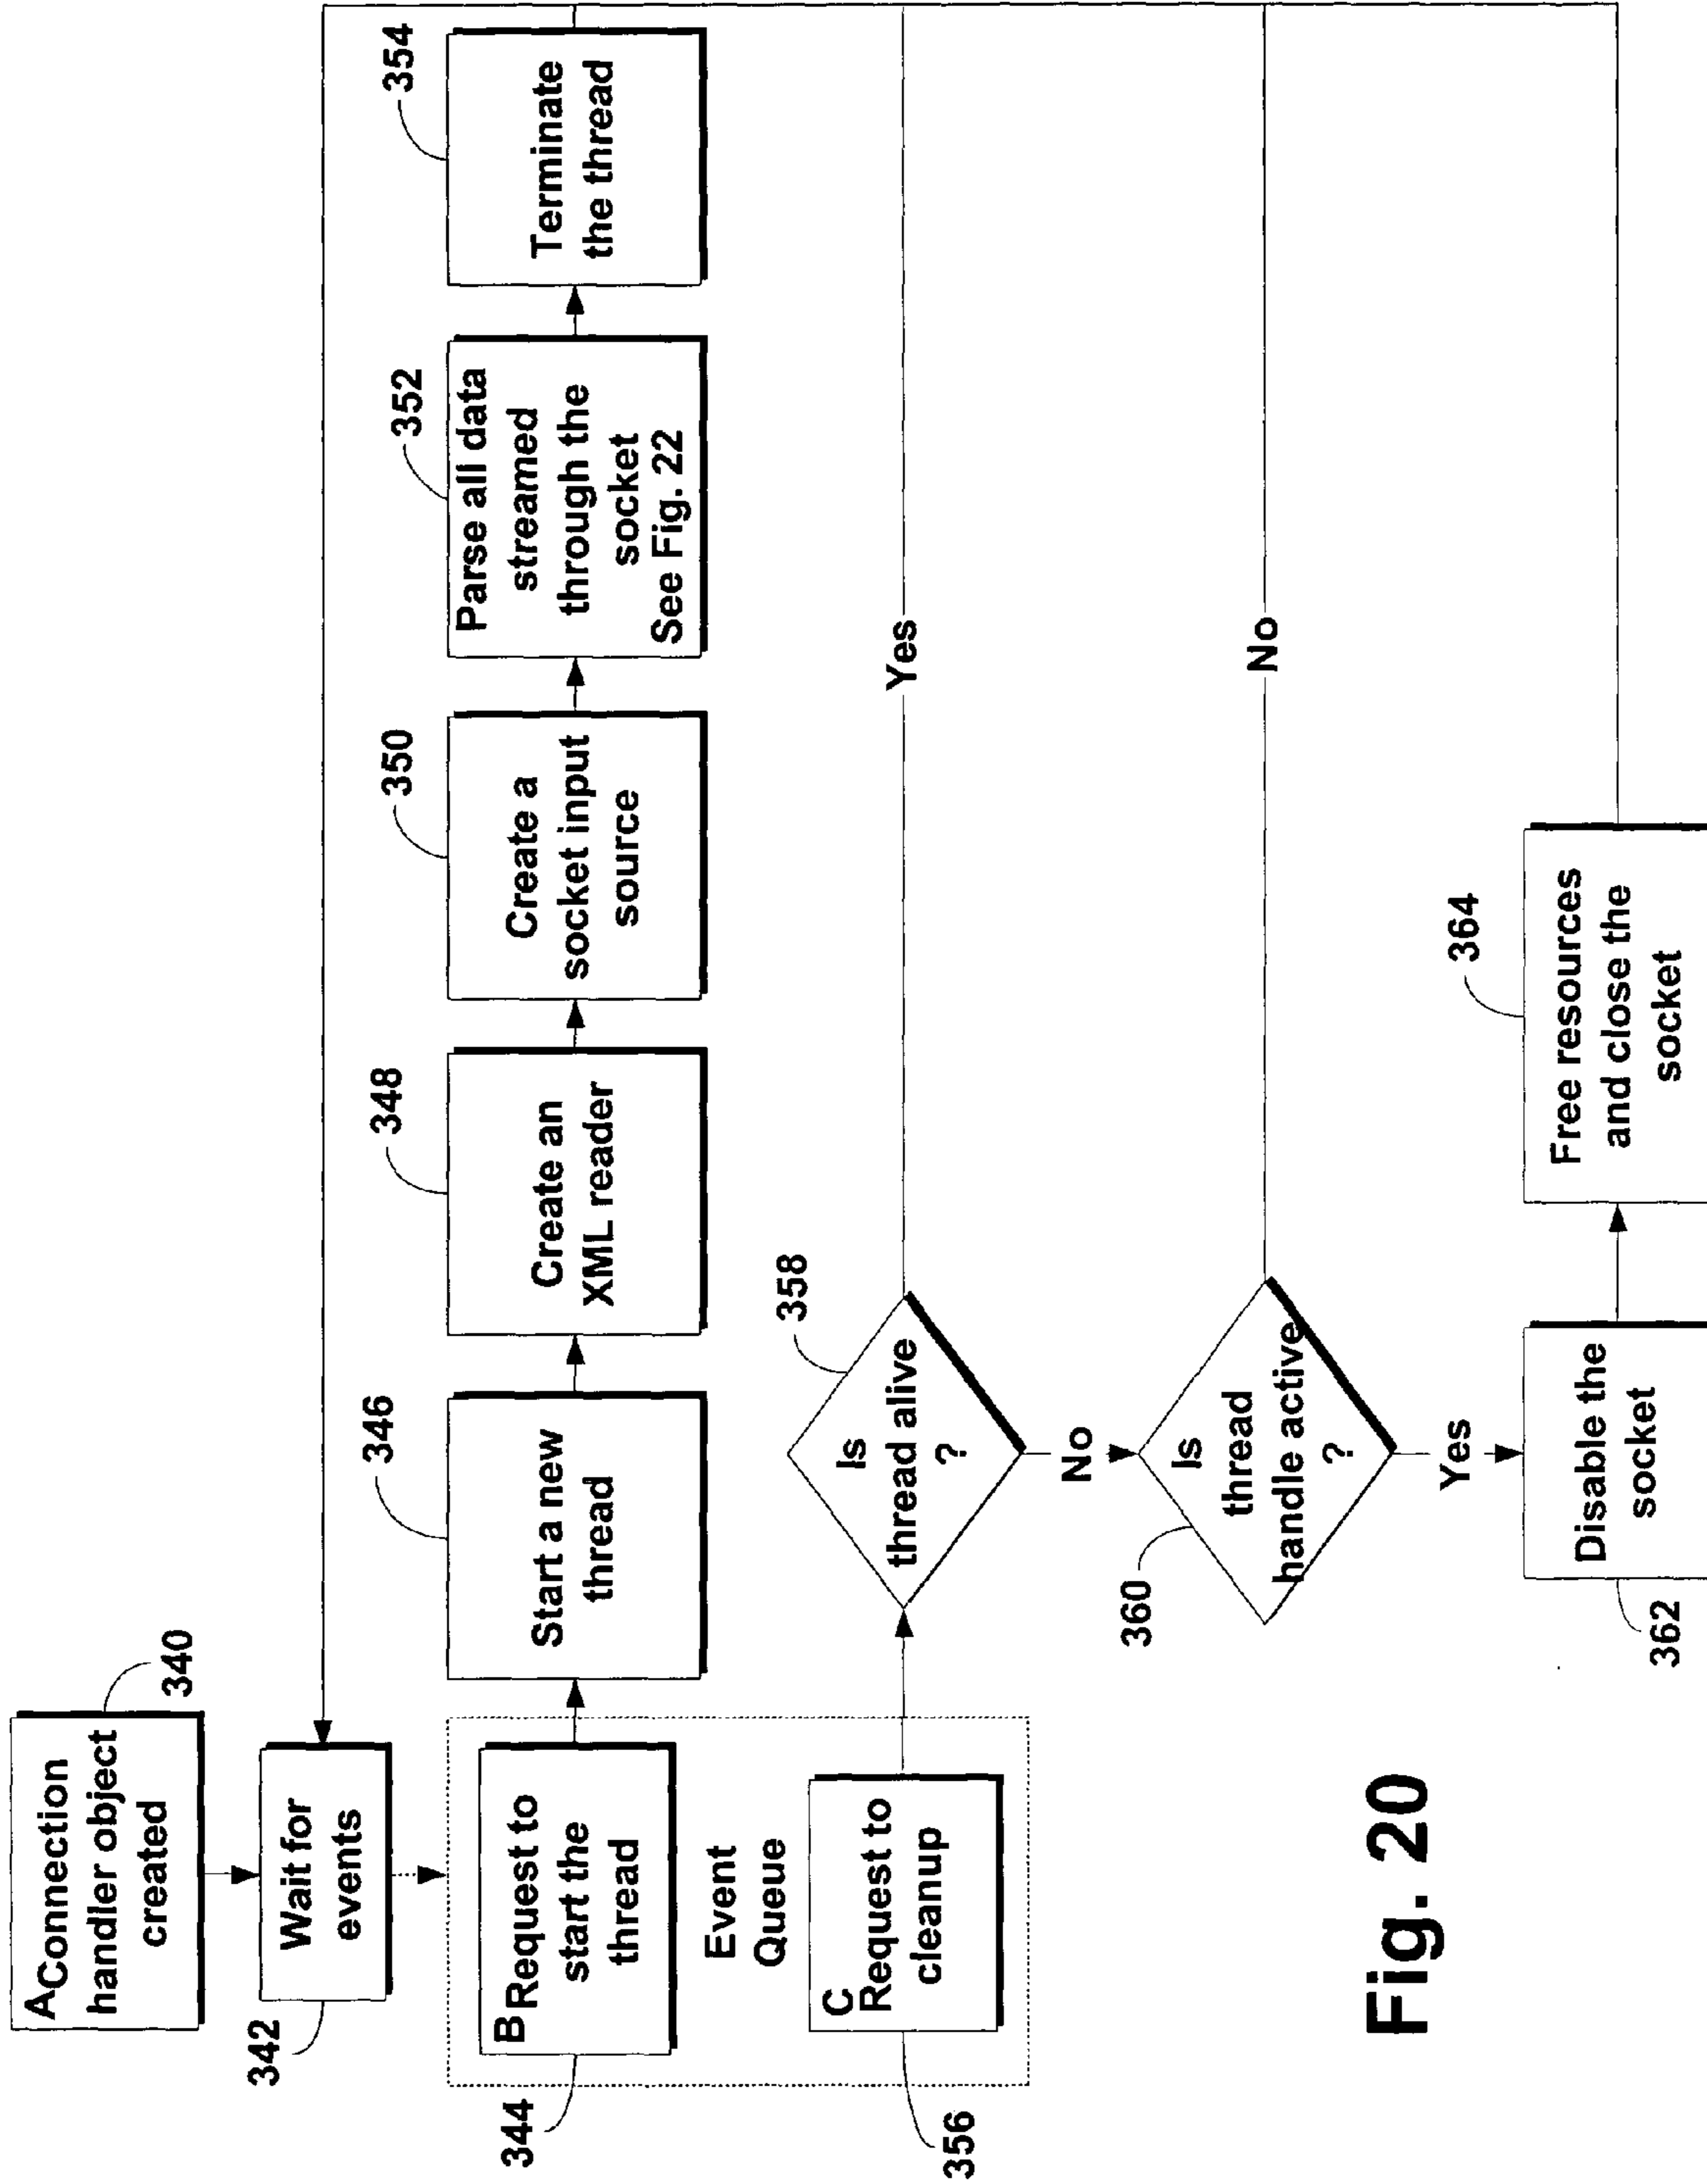 A Connection
handler object
created
340
Wait for
events
342
B Request to
start the
thread
344
Start a new
thread
346
Create an
XML reader
348
Create a
socket input
source
350
Parse all data
streamed
through the
socket
See Fig. 22
352
Terminate
the thread
354
Event
Queue
C
Request to
cleanup
356
Is
thread alive
?
358
Yes
No
Is
thread
handle active
?
360
No
Yes
Disable the
socket
362
Free resources
and close the
socket
364
Fig. 20